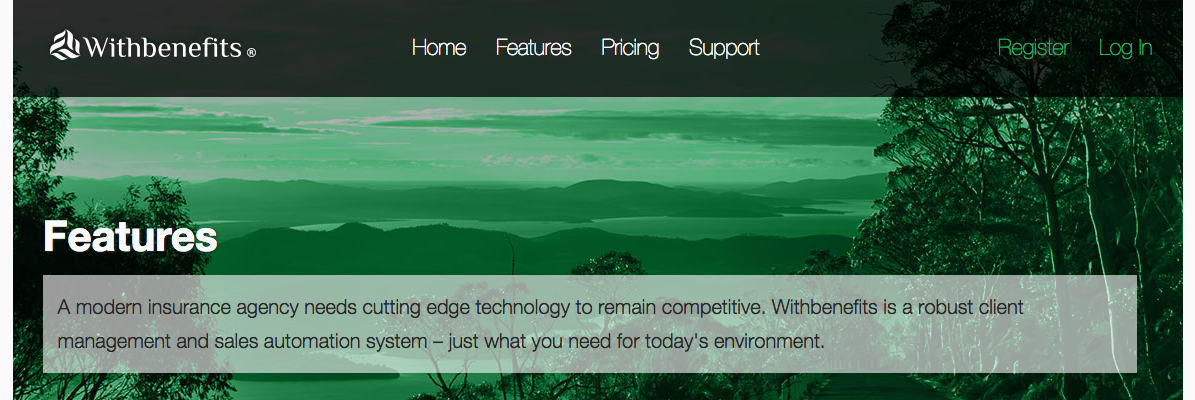 Withbenefits ®
Home Features Pricing Support
Register Log In
Features
A modern insurance agency needs cutting edge technology to remain competitive. Withbenefits is a robust client
management and sales automation system – just what you need for today's environment.